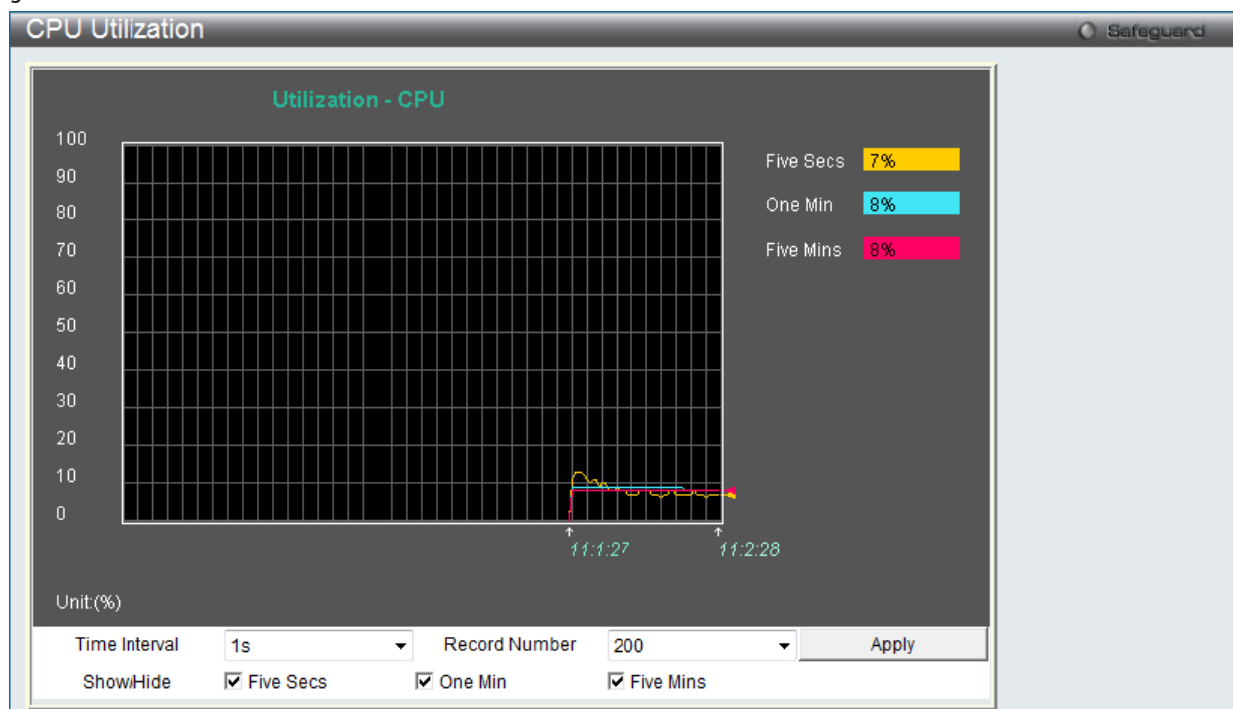 CPU Utilization
Safeguard
Utilization - CPU
100
90
80
70
60
50
40
30
20
10
0
Five Secs 7%
One Min 8%
Five Mins 8%
11:1:27 11:2:28
Unit:(%)
Time Interval 1s Record Number 200 Apply
Show/Hide Five Secs One Min Five Mins